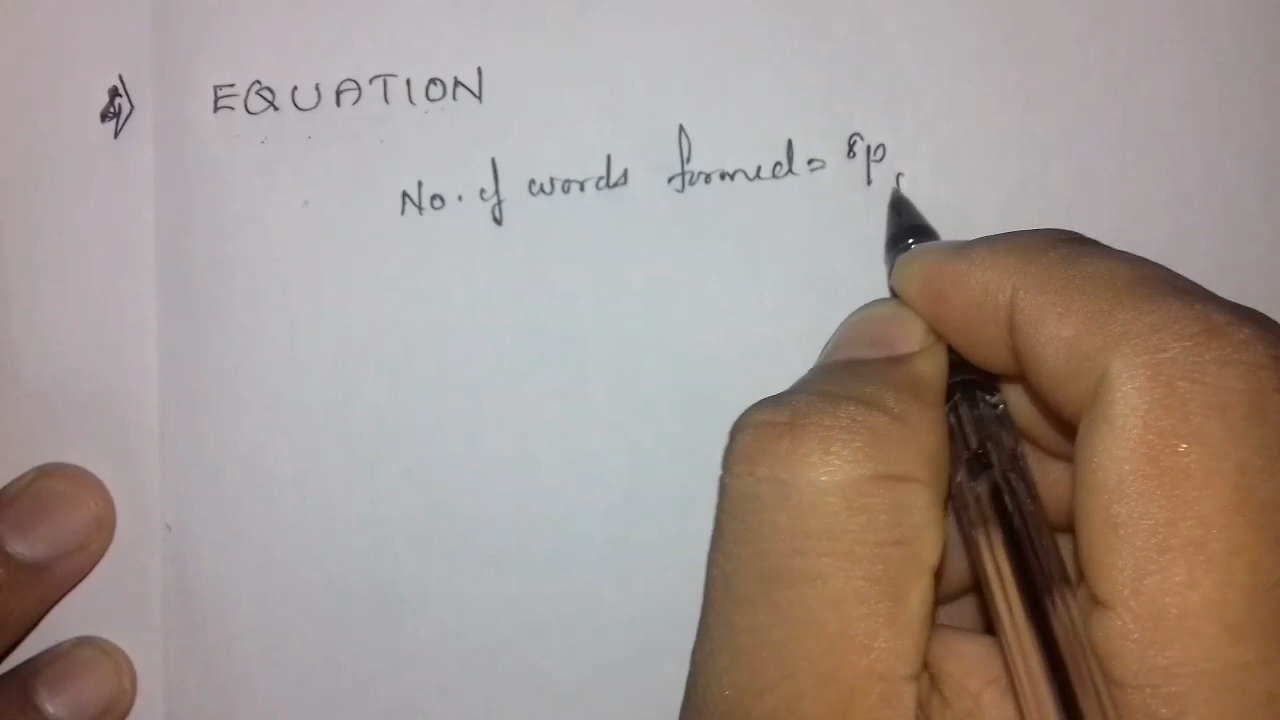 EQUATION
No. of words formed = ⁸P